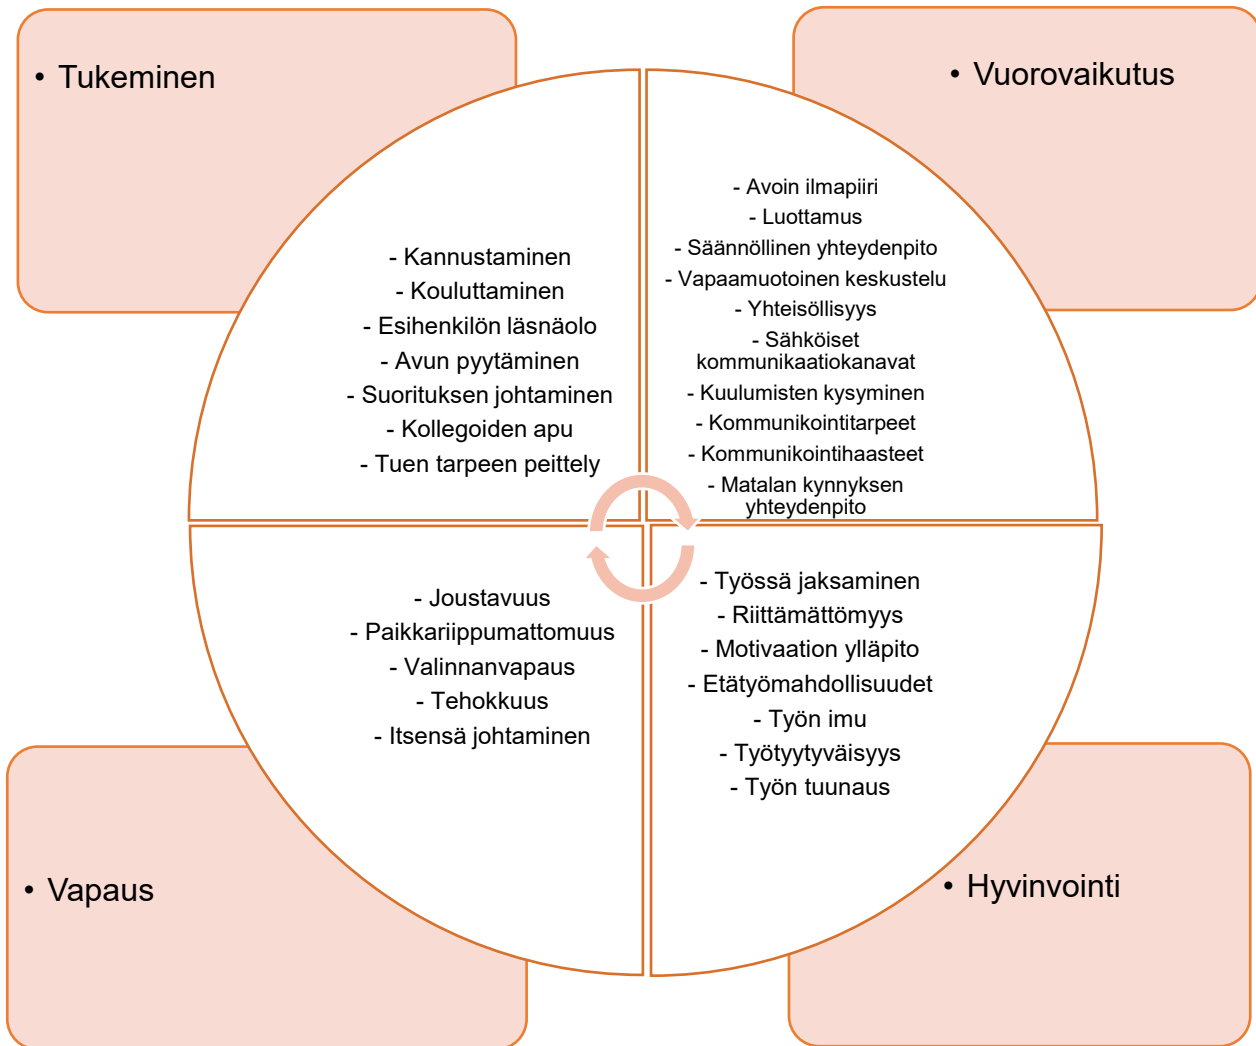 • Tukeminen
- Kannustaminen
- Kouluttaminen
- Esihenkilön läsnäolo
- Avun pyytäminen
- Suorituksen johtaminen
- Kollegoiden apu
- Tuen tarpeen peittely
• Vuorovaikutus
- Avoin ilmapiiri
- Luottamus
- Säännöllinen yhteydenpito
- Vapaamuotoinen keskustelu
- Yhteisöllisyys
- Sähköiset
kommunikaatiokanavat
- Kuulumisten kysyminen
- Kommunikointitarpeet
- Kommunikointihaasteet
- Matalan kynnyksen
yhteydenpito
• Vapaus
- Joustavuus
- Paikkariippumattomuus
- Valinnanvapaus
- Tehokkuus
- Itsensä johtaminen
• Hyvinvointi
- Työssä jaksaminen
- Riittämättömyys
- Motivaation ylläpito
- Etätyömahdollisuudet
- Työn imu
- Työtyytyväisyys
- Työn tuunaus